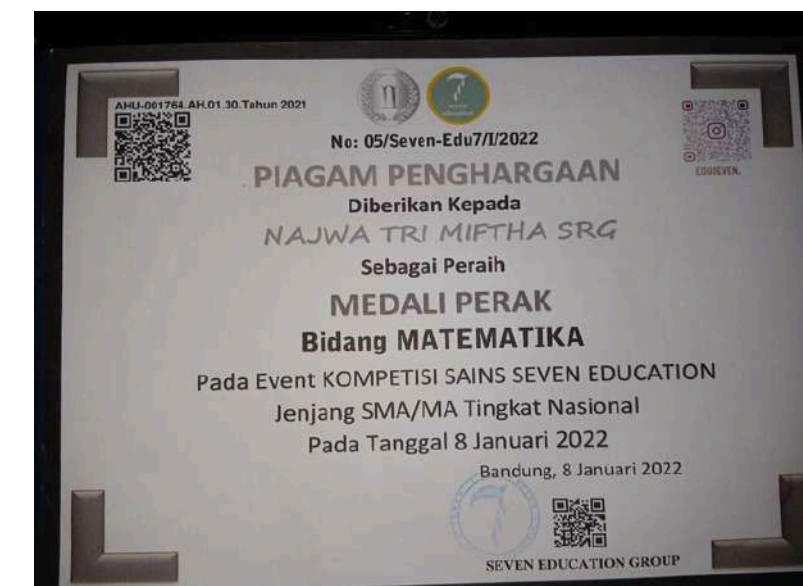 AHU-001764.AH.01.30.Tahun 2021
No: 05/Seven-Edu7/I/2022
EDU7EVEN.
PIAGAM PENGHARGAAN
Diberikan Kepada
NAJWA TRI MIFTHA SRG
Sebagai Peraih
MEDALI PERAK
Bidang MATEMATIKA
Pada Event KOMPETISI SAINS SEVEN EDUCATION
Jenjang SMA/MA Tingkat Nasional
Pada Tanggal 8 Januari 2022
Bandung, 8 Januari 2022
SEVEN EDUCATION GROUP